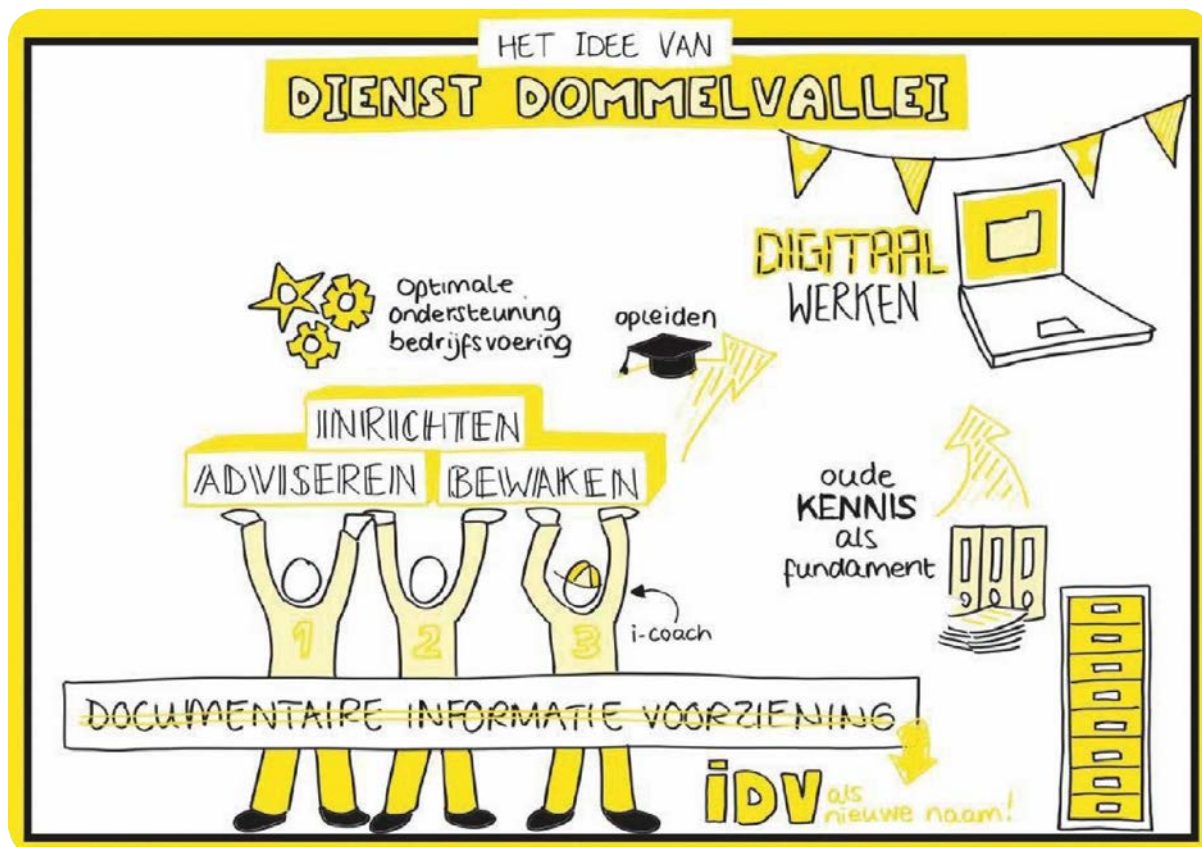 HET IDEE VAN
DIENST DOMMELVALLEI
DIGITAAL
WERKEN
Optimale
ondersteuning
bedrijfsvoering
opleiden
INRICHTEN
ADVISEREN
BEWAKEN
oude
KENNIS
als
fundament
1
2
3
i-coach
DOCUMENTAIRE INFORMATIE VOORZIENING
iDV als
nieuwe naam!